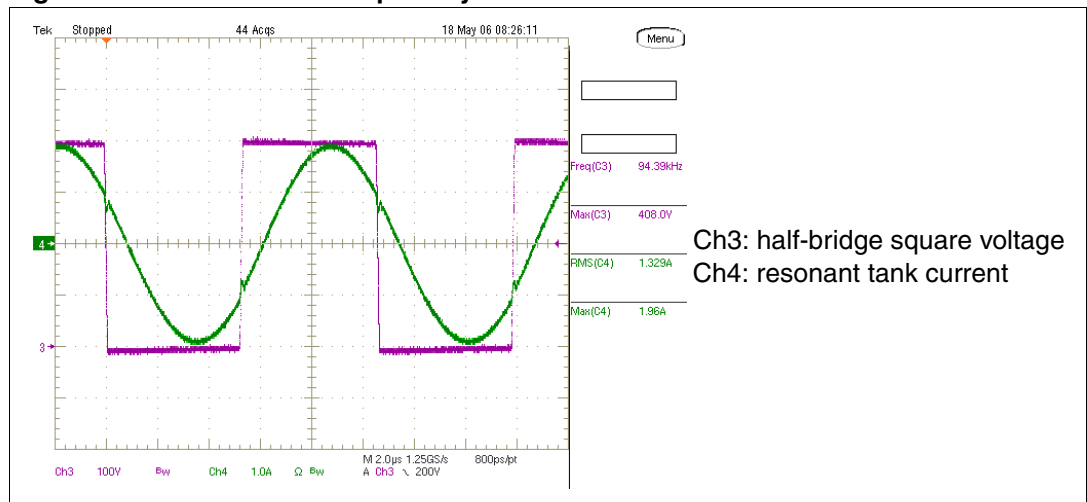 Tek Stopped 44 Acqs 18 May 06 08:26:11
Menu
Freq(C3) 94.39kHz
Max(C3) 408.0V
4
Ch3: half-bridge square voltage
RMS(C4) 1.329A
Ch4: resonant tank current
Max(C4) 1.96A
3
M 2.0µs 1.25GS/s 800ps/pt
Ch3 100V Bw Ch4 1.0A Ω Bw A Ch3 \ 200V